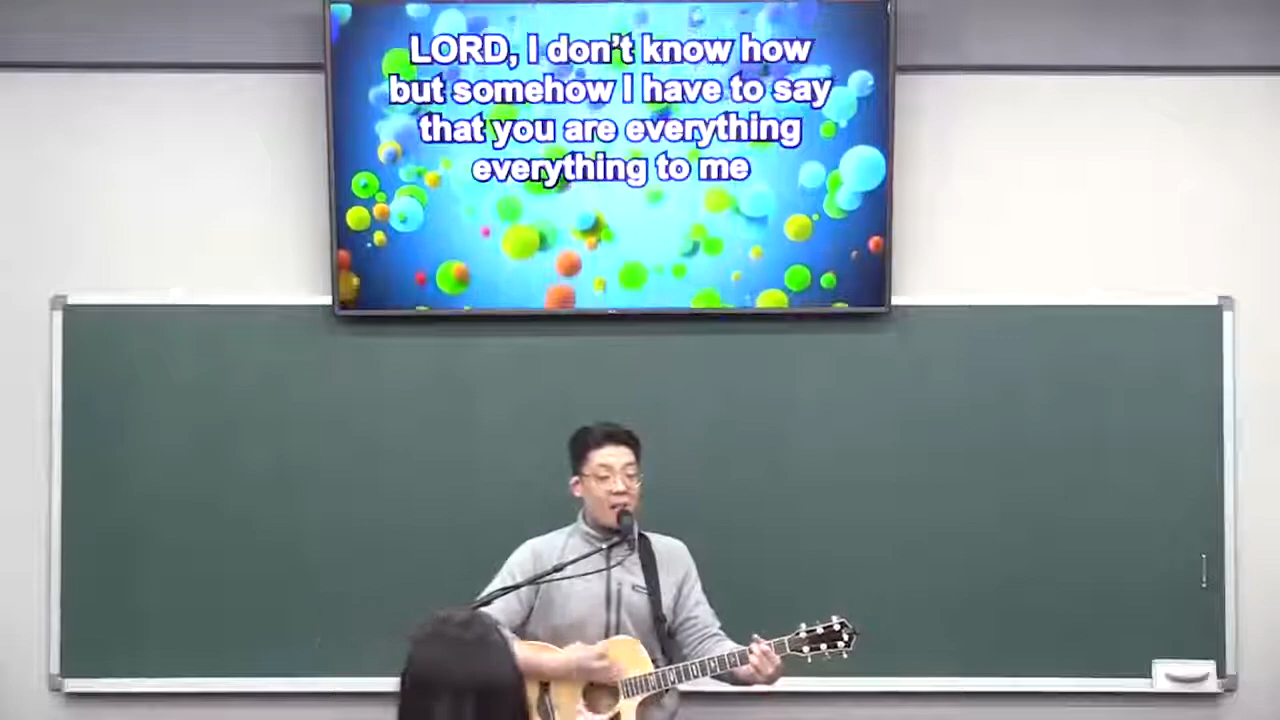 LORD, I don't know how
but somehow I have to say
that you are everything
everything to me